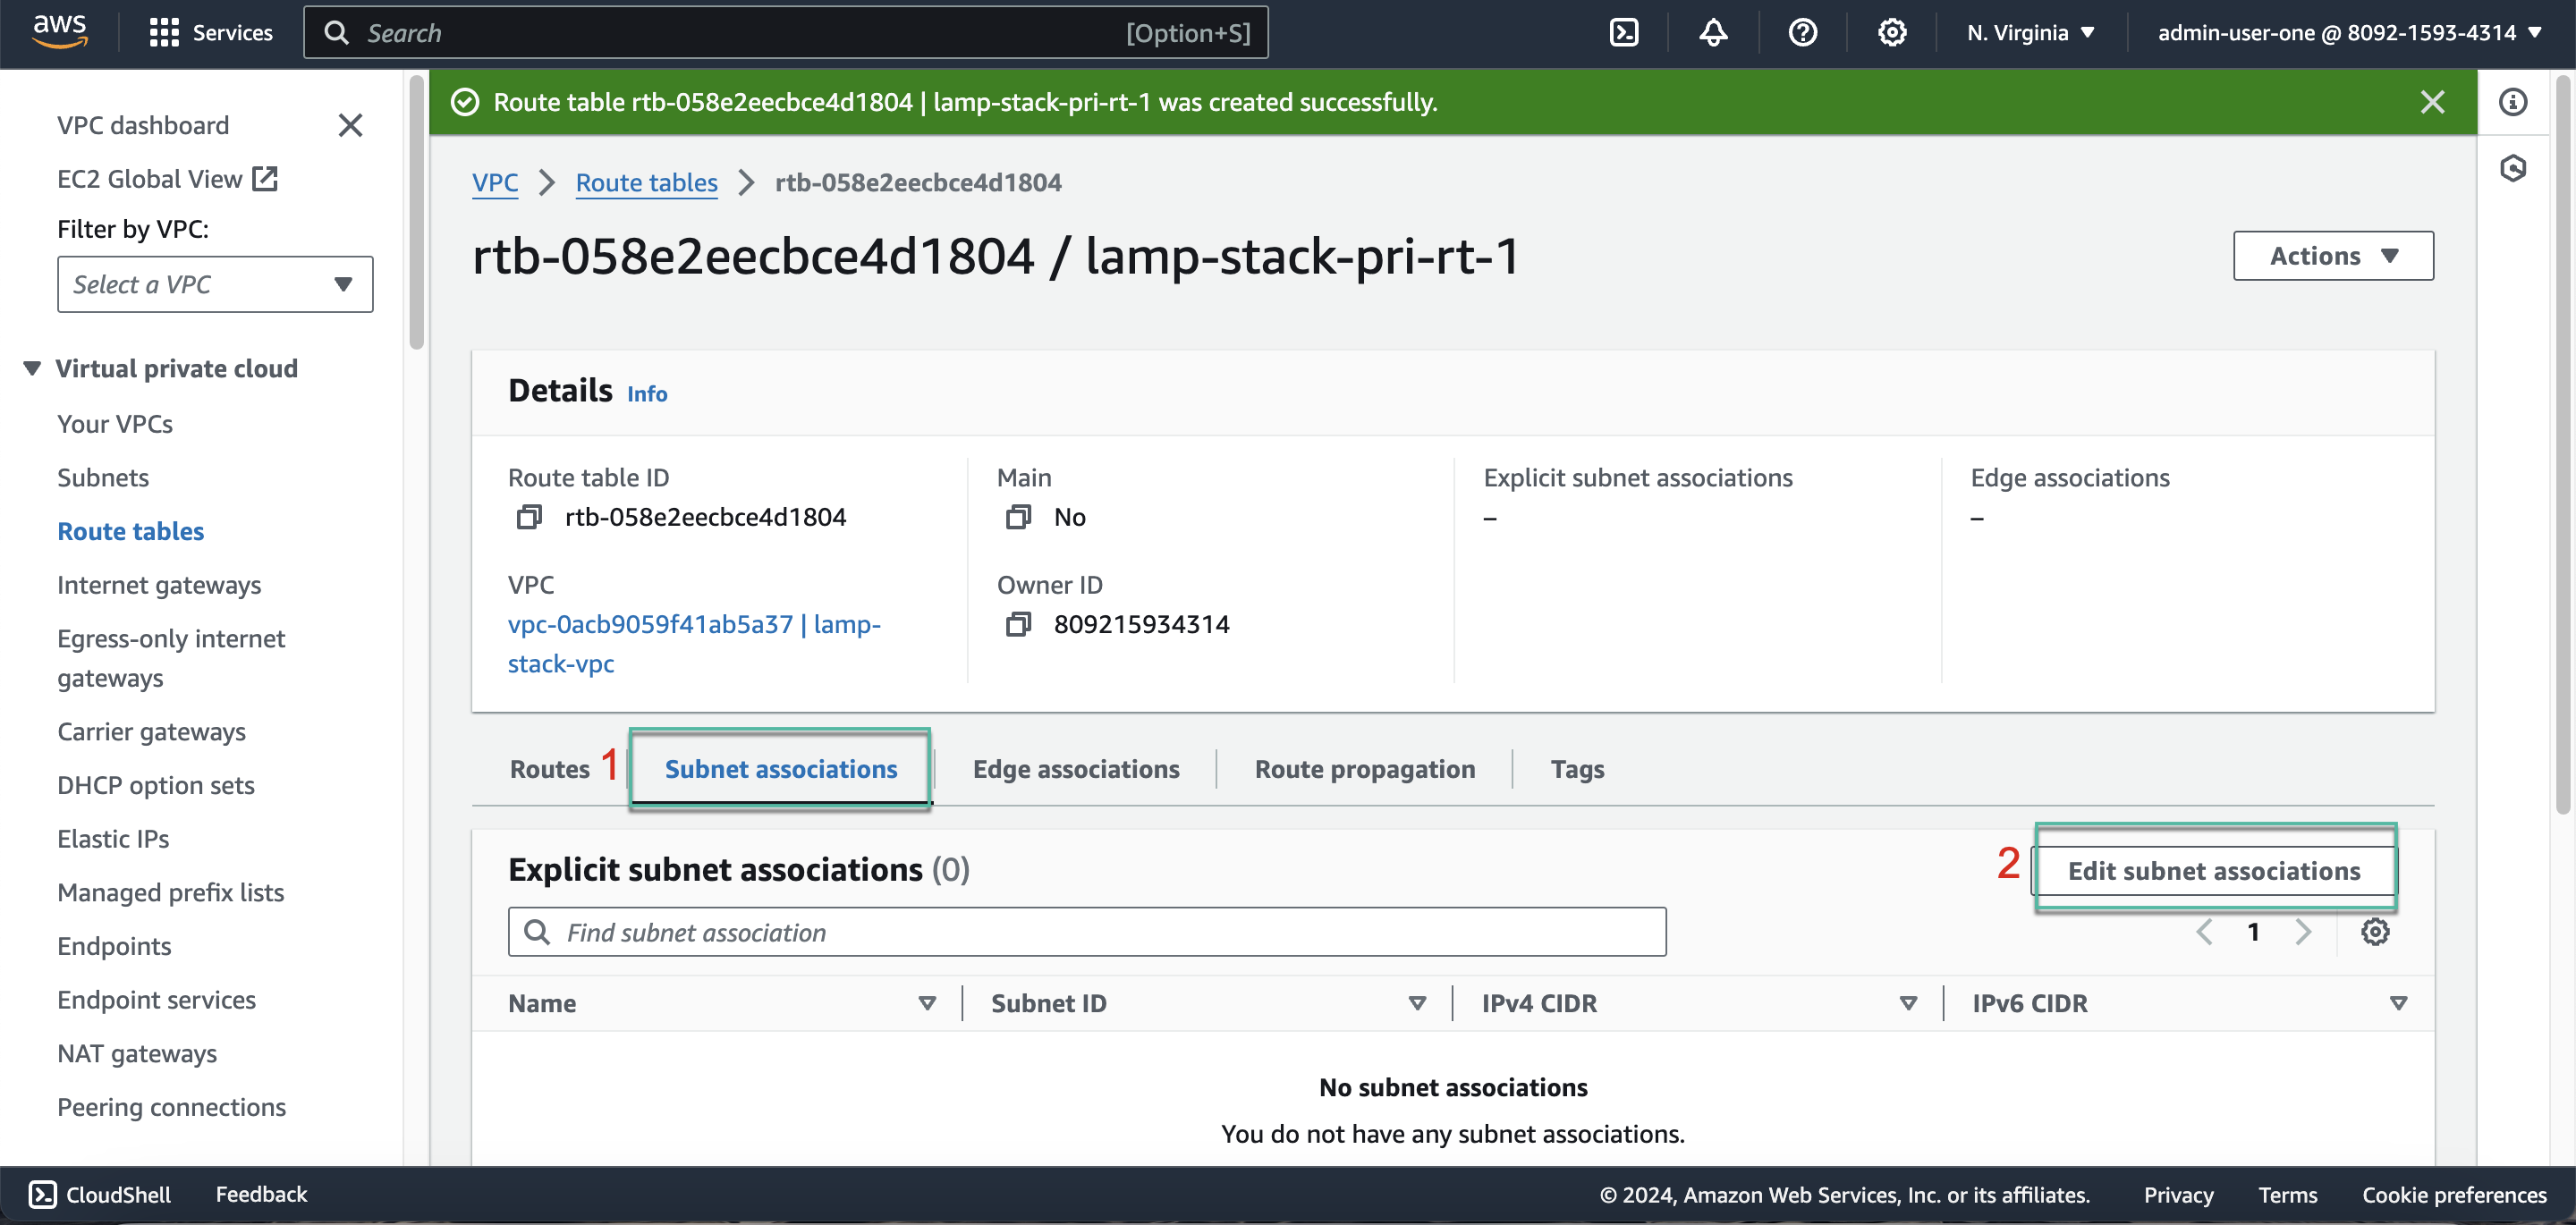 aws
Services
Search
[Option+S]
N. Virginia
admin-user-one @ 8092-1593-4314
VPC dashboard
EC2 Global View
Filter by VPC:
Select a VPC
Virtual private cloud
Your VPCs
Subnets
Route tables
Internet gateways
Egress-only internet
gateways
Carrier gateways
DHCP option sets
Elastic IPs
Managed prefix lists
Endpoints
Endpoint services
NAT gateways
Peering connections
Route table rtb-058e2eecbce4d1804 | lamp-stack-pri-rt-1 was created successfully.
VPC
Route tables
rtb-058e2eecbce4d1804
rtb-058e2eecbce4d1804 / lamp-stack-pri-rt-1
Actions
Details Info
Route table ID
rtb-058e2eecbce4d1804
Main
No
Explicit subnet associations
–
Edge associations
–
VPC
vpc-0acb9059f41ab5a37 | lamp-
stack-vpc
Owner ID
809215934314
Routes
1
Subnet associations
Edge associations
Route propagation
Tags
Explicit subnet associations (0)
2
Edit subnet associations
Find subnet association
1
Name
Subnet ID
IPv4 CIDR
IPv6 CIDR
No subnet associations
You do not have any subnet associations.
CloudShell
Feedback
© 2024, Amazon Web Services, Inc. or its affiliates.
Privacy
Terms
Cookie preferences